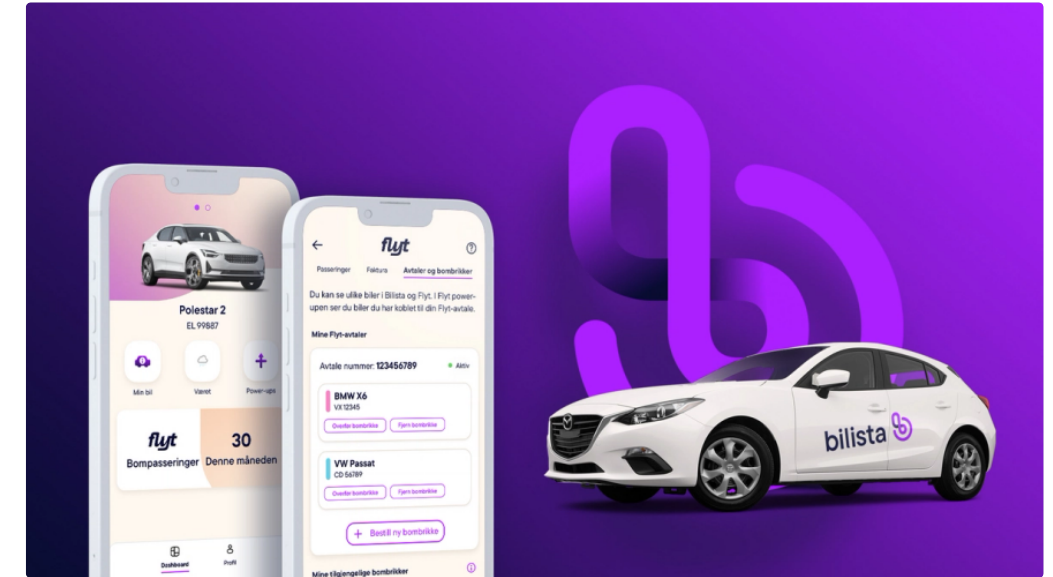 Polestar 2
EL 99887
Min bil
Været
Power-ups
flyt
Bompasseringer
30
Denne måneden
Dashboard
Profil
flyt
Passeringer
Faktura
Avtaler og bombrikker
Du kan se ulike biler i Bilista og Flyt. I Flyt power-
upen ser du biler du har koblet til din Flyt-avtale.
Mine Flyt-avtaler
Avtale nummer: 123456789
Aktiv
BMW X6
VX 12345
Overfør bombrikke
Fjern bombrikke
VW Passat
CD 56789
Overfør bombrikke
Fjern bombrikke
+ Bestill ny bombrikke
Mine tilgjengelige bombrikker
bilista